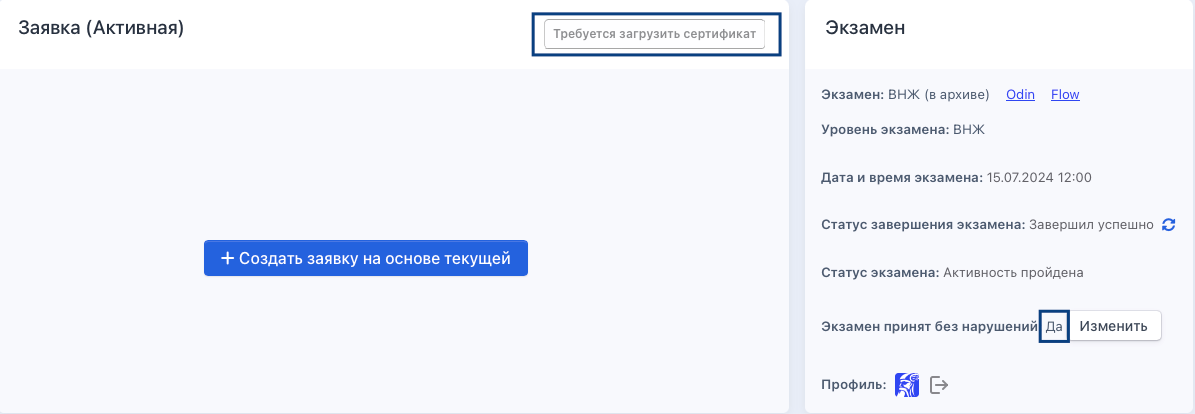 Заявка (Активная)
Требуется загрузить сертификат
+ Создать заявку на основе текущей
Экзамен
Экзамен: ВНЖ (в архиве) Odin Flow
Уровень экзамена: ВНЖ
Дата и время экзамена: 15.07.2024 12:00
Статус завершения экзамена: Завершил успешно
Статус экзамена: Активность пройдена
Экзамен принят без нарушений Да Изменить
Профиль: